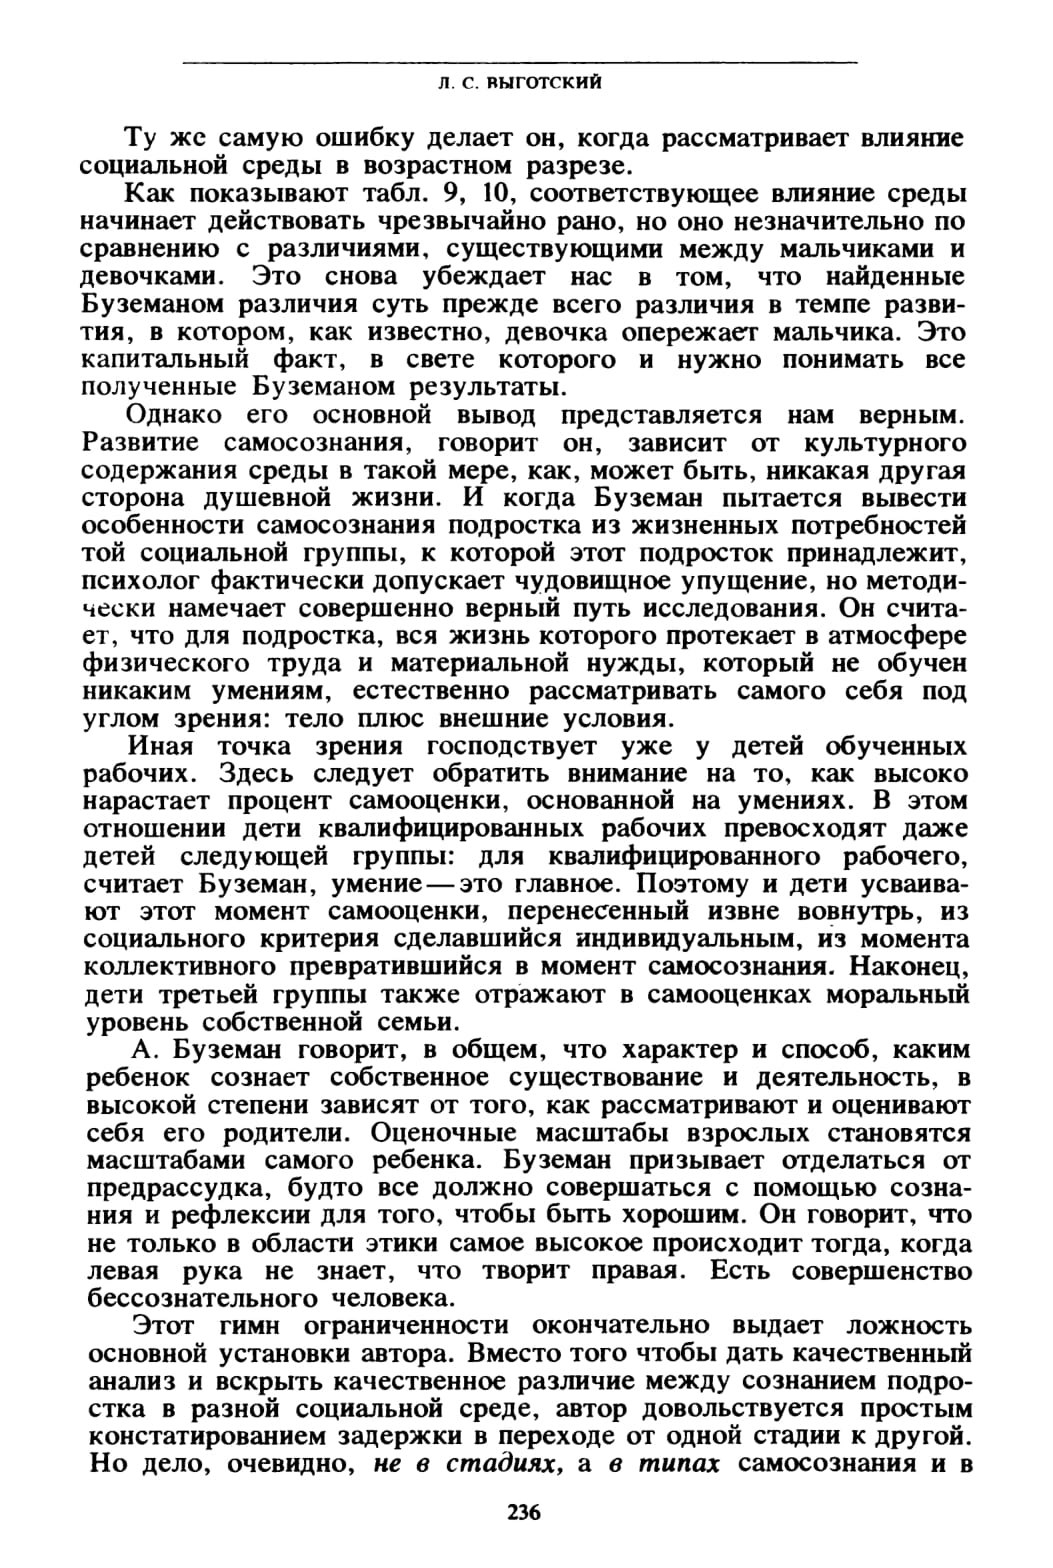 Л. С. ВЫГОТСКИЙ
Ту же самую ошибку делает он, когда рассматривает влияние
социальной среды в возрастном разрезе.
Как показывают табл. 9, 10, соответствующее влияние среды
начинает действовать чрезвычайно рано, но оно незначительно по
сравнению с различиями, существующими между мальчиками и
девочками. Это снова убеждает нас в том, что найденные
Буземаном различия суть прежде всего различия в темпе разви-
тия, в котором, как известно, девочка опережает мальчика. Это
капитальный факт, в свете которого и нужно понимать все
полученные Буземаном результаты.
Однако его основной вывод представляется нам верным.
Развитие самосознания, говорит он, зависит от культурного
содержания среды в такой мере, как, может быть, никакая другая
сторона душевной жизни. И когда Буземан пытается вывести
особенности самосознания подростка из жизненных потребностей
той социальной группы, к которой этот подросток принадлежит,
психолог фактически допускает чудовищное упущение, но методи-
чески намечает совершенно верный путь исследования. Он счита-
ет, что для подростка, вся жизнь которого протекает в атмосфере
физического труда и материальной нужды, который не обучен
никаким умениям, естественно рассматривать самого себя под
углом зрения: тело плюс внешние условия.
Иная точка зрения господствует уже у детей обученных
рабочих. Здесь следует обратить внимание на то, как высоко
нарастает процент самооценки, основанной на умениях. В этом
отношении дети квалифицированных рабочих превосходят даже
детей следующей группы: для квалифицированного рабочего,
считает Буземан, умение — это главное. Поэтому и дети усваива-
ют этот момент самооценки, перенесенный извне вовнутрь, из
социального критерия сделавшийся индивидуальным, из момента
коллективного превратившийся в момент самосознания. Наконец,
дети третьей группы также отражают в самооценках моральный
уровень собственной семьи.
А. Буземан говорит, в общем, что характер и способ, каким
ребенок сознает собственное существование и деятельность, в
высокой степени зависят от того, как рассматривают и оценивают
себя его родители. Оценочные масштабы взрослых становятся
масштабами самого ребенка. Буземан призывает отделаться от
предрассудка, будто все должно совершаться с помощью созна-
ния и рефлексии для того, чтобы быть хорошим. Он говорит, что
не только в области этики самое высокое происходит тогда, когда
левая рука не знает, что творит правая. Есть совершенство
бессознательного человека.
Этот гимн ограниченности окончательно выдает ложность
основной установки автора. Вместо того чтобы дать качественный
анализ и вскрыть качественное различие между сознанием подро-
стка в разной социальной среде, автор довольствуется простым
констатированием задержки в переходе от одной стадии к другой.
Но дело, очевидно, не в стадиях, а в типах самосознания и в
236